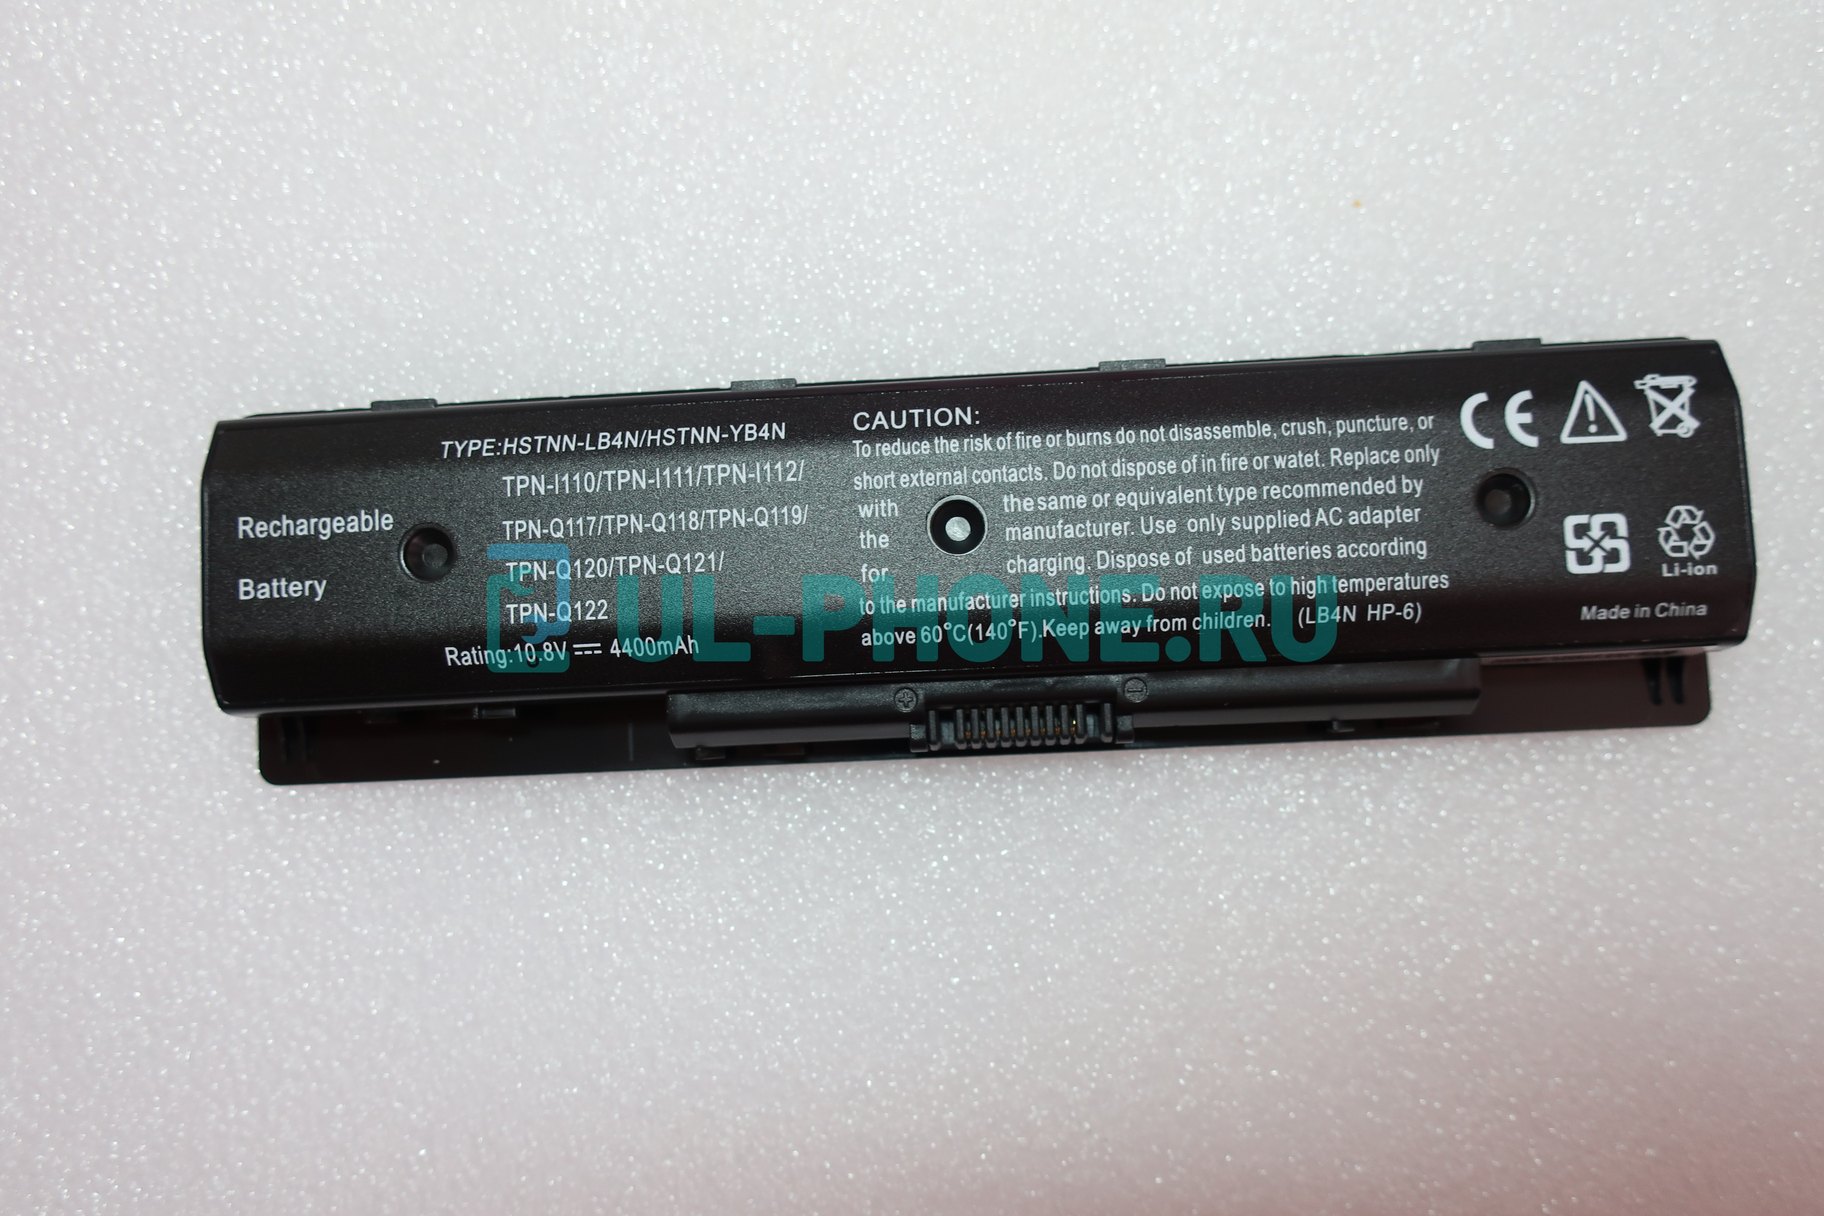 Rechargeable
Battery
TYPE:HSTNN-LB4N/HSTNN-YB4N
TPN-I110/TPN-I111/TPN-I112/
TPN-Q117/TPN-Q118/TPN-Q119/
TPN-Q120/TPN-Q121/
TPN-Q122
Rating:10.8V 4400mAh
CAUTION:
To reduce the risk of fire or burns do not disassemble, crush, puncture, or
short external contacts. Do not dispose of in fire or watet. Replace only
with the same or equivalent type recommended by
the manufacturer. Use only supplied AC adapter
for charging. Dispose of used batteries according
to the manufacturer instructions. Do not expose to high temperatures
above 60°C(140°F).Keep away from children. (LB4N HP-6)
CE
Li-ion
Made in China
UL-PHONE.RU